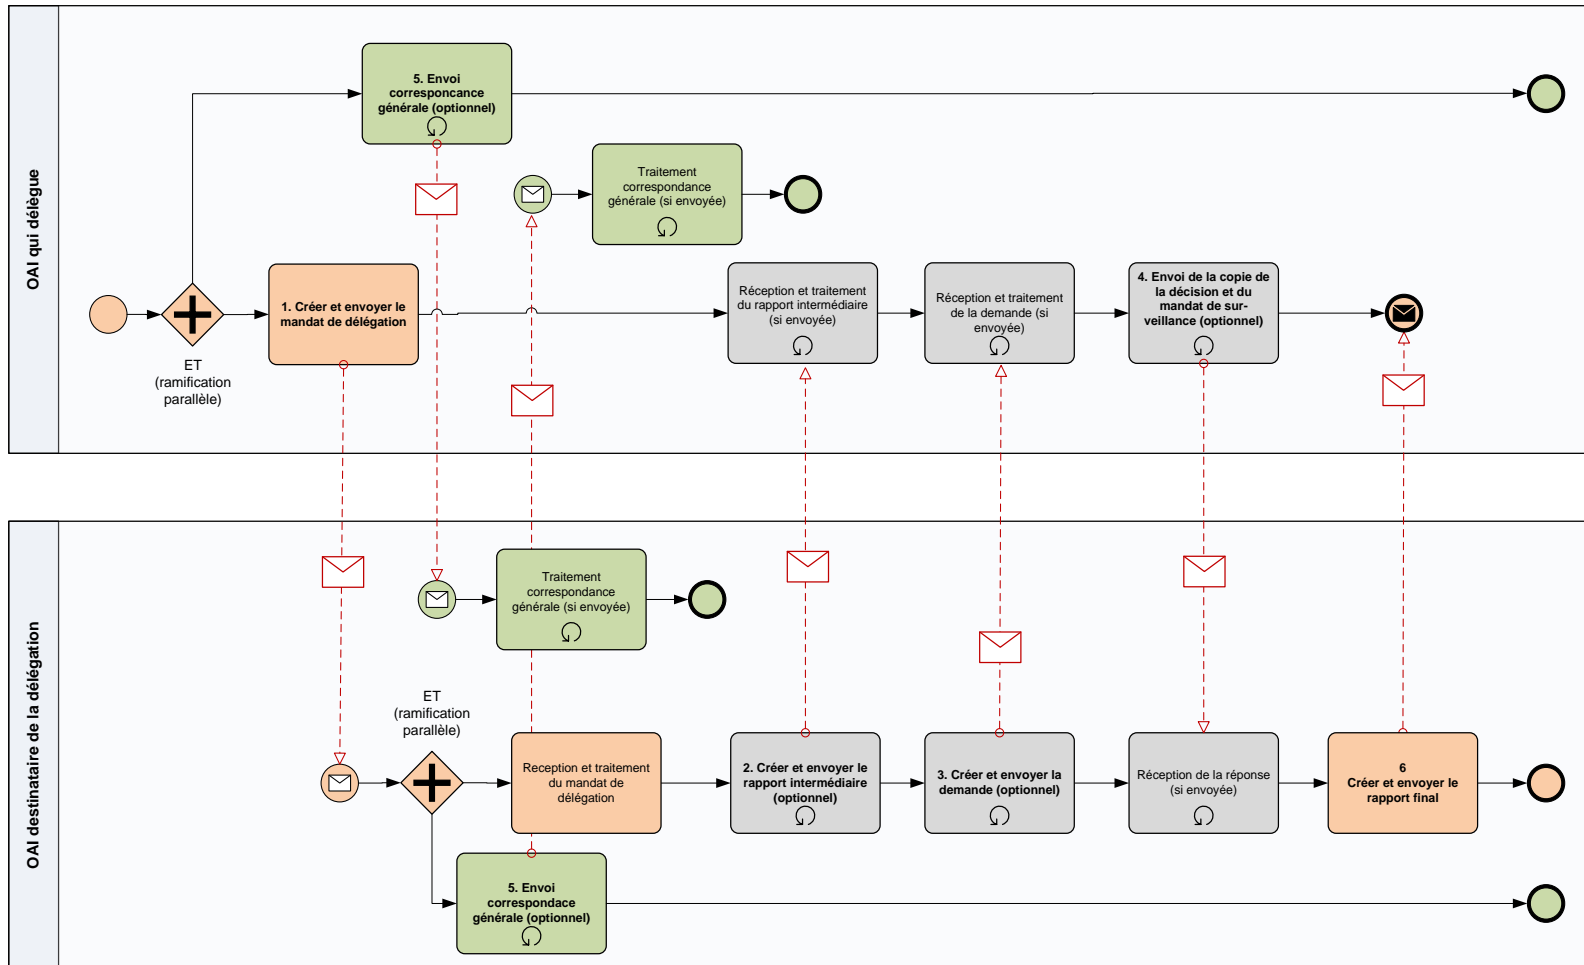 OAI qui délègue
5. Envoi
corresponcance
générale (optionnel)
Traitement
correspondance
générale (si envoyée)
1. Créer et envoyer le
mandat de délégation
ET
(ramification
parallèle)
Réception et traitement
du rapport intermédiaire
(si envoyée)
Réception et traitement
de la demande (si
envoyée)
4. Envoi de la copie de
la décision et du
mandat de sur-
veillance (optionnel)
OAI destinataire de la délégation
Traitement
correspondance
générale (si envoyée)
ET
(ramification
parallèle)
Reception et traitement
du mandat de
délégation
2. Créer et envoyer le
rapport intermédiaire
(optionnel)
3. Créer et envoyer la
demande (optionnel)
Réception de la réponse
(si envoyée)
6
Créer et envoyer le
rapport final
5. Envoi
correspondace
générale (optionnel)